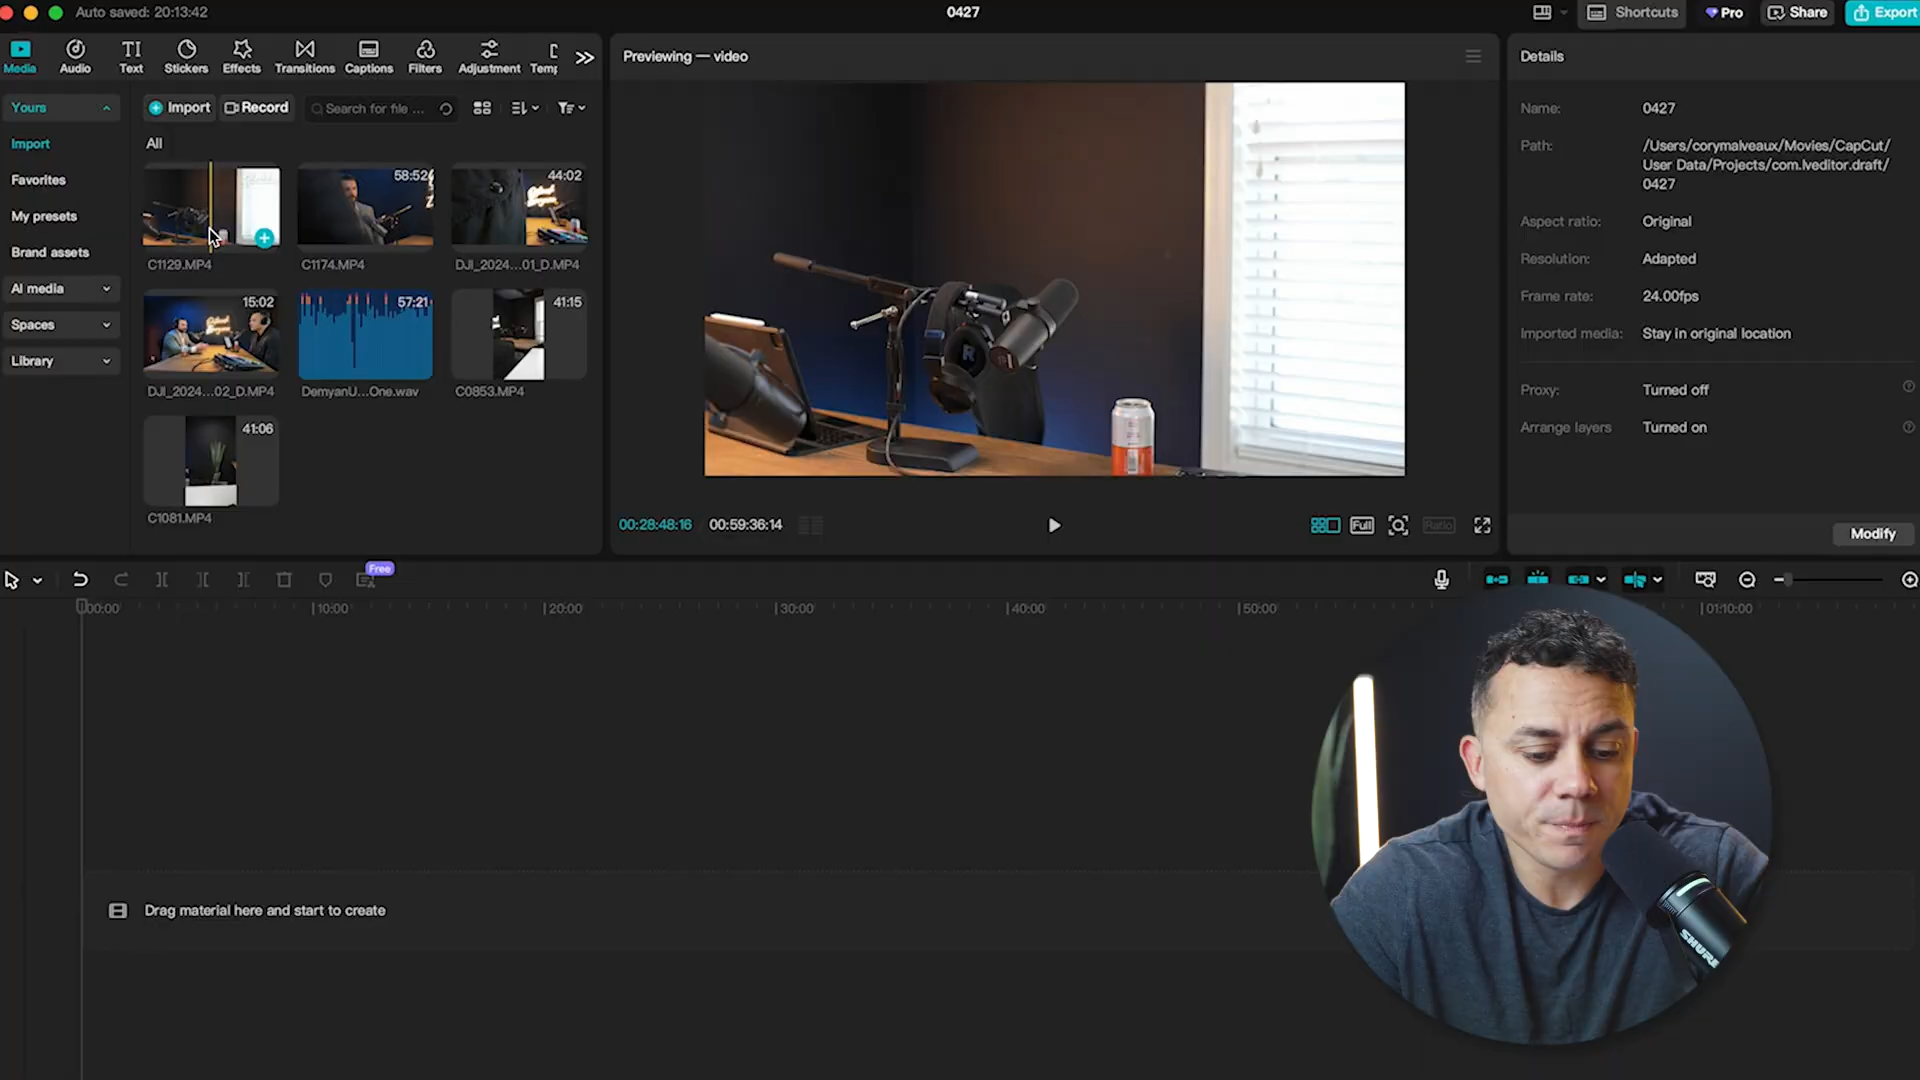 Auto saved: 20:13:42
0427
Shortcuts
Pro
Share
Export
Media
Audio
TI
Text
Stickers
Effects
Transitions
Captions
Filters
Adjustment
Temp
Previewing — video
Details
Yours
Import
Record
Search for file ...
Import
Favorites
My presets
Brand assets
AI media
Spaces
Library
All
C1129.MP4
58:52
C1174.MP4
44:02
DJI_2024...01_D.MP4
15:02
DJI_2024...02_D.MP4
57:21
DemyanU...One.wav
41:15
C0853.MP4
41:06
C1081.MP4
R
00:28:48:16
00:59:36:14
Full
Ratio
Name:
0427
Path:
/Users/corymalveaux/Movies/CapCut/
User Data/Projects/com.lveditor.draft/
0427
Aspect ratio:
Original
Resolution:
Adapted
Frame rate:
24.00fps
Imported media:
Stay in original location
Proxy:
Turned off
Arrange layers
Turned on
Modify
Free
00:00
10:00
20:00
30:00
40:00
50:00
01:10:00
Drag material here and start to create
SHURE